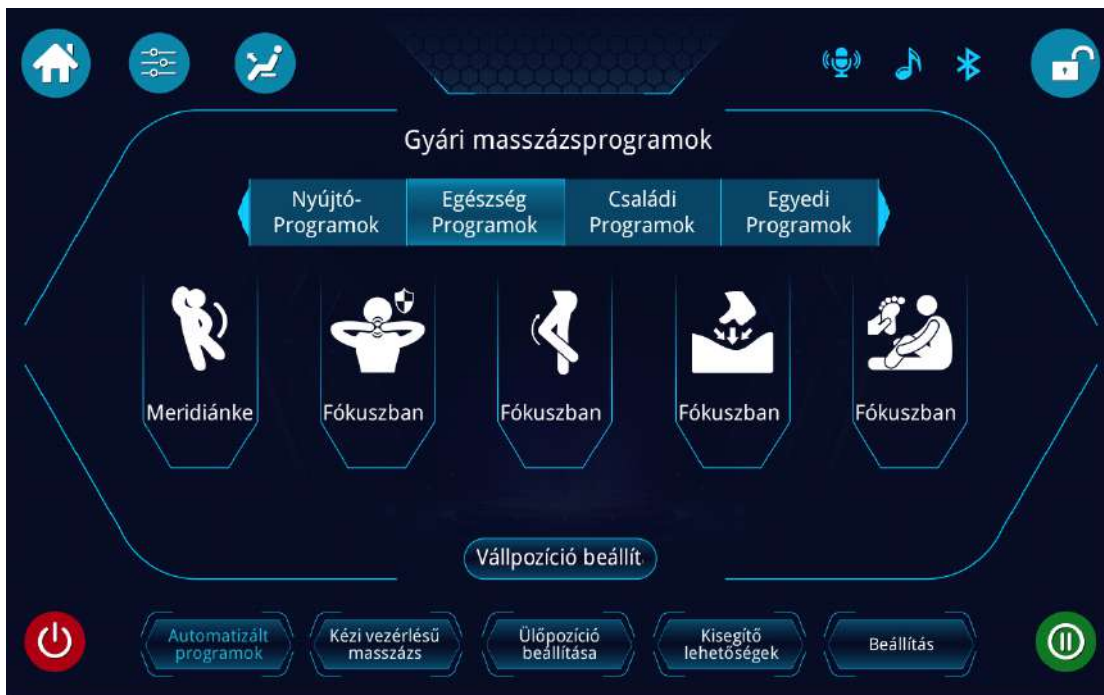 Gyári masszázsprogramok
Nyújtó-
Programok
Egészség
Programok
Családi
Programok
Egyedi
Programok
Meridiánke
Fókuszban
Fókuszban
Fókuszban
Fókuszban
Vállpozíció beállít
Automatizált
programok
Kézi vezérlésű
masszázs
Ülőpozíció
beállítása
Kisegítő
lehetőségek
Beállítás